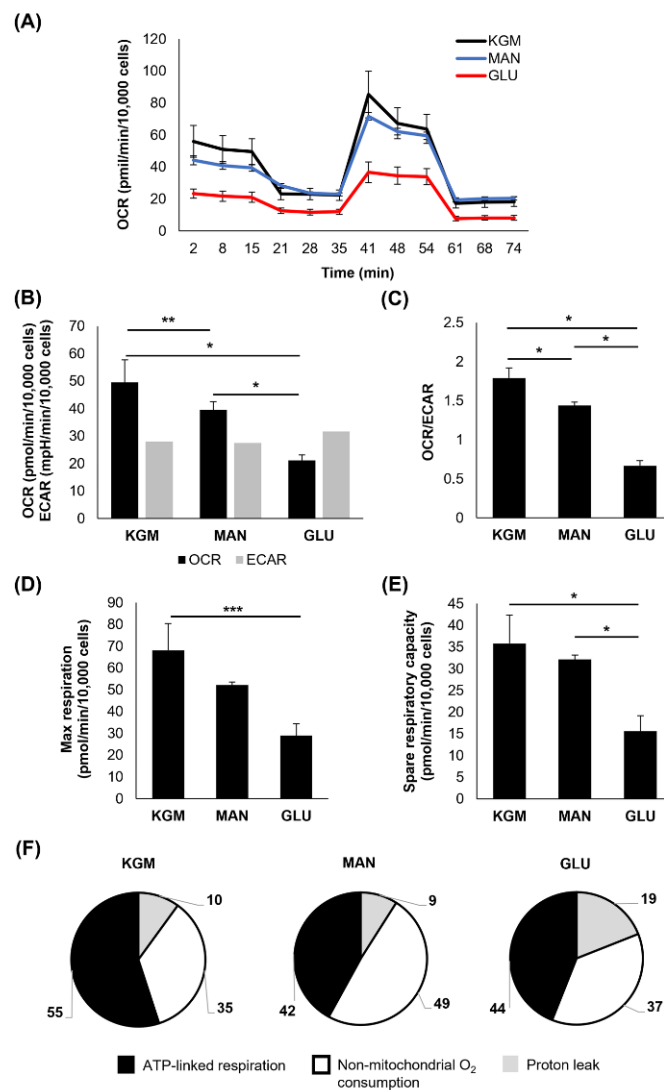 (A)
OCR (pmil/min/10,000 cells)
120
100
80
60
40
20
0
KGM
MAN
GLU
2 8 15 21 28 35 41 48 54 61 68 74
Time (min)
(B)
OCR (pmol/min/10,000 cells)
ECAR (mpH/min/10,000 cells)
70
60
50
40
30
20
10
0
**
*
*
KGM MAN GLU
OCR ECAR
(C)
OCR/ECAR
2.5
2
1.5
1
0.5
0
*
*
*
KGM MAN GLU
(D)
Max respiration
(pmol/min/10,000 cells)
90
80
70
60
50
40
30
20
10
0
***
KGM MAN GLU
(E)
Spare respiratory capacity
(pmol/min/10,000 cells)
45
40
35
30
25
20
15
10
5
0
*
*
KGM MAN GLU
(F)
KGM
10
35
55
MAN
9
49
42
GLU
19
37
44
ATP-linked respiration
Non-mitochondrial O₂
consumption
Proton leak